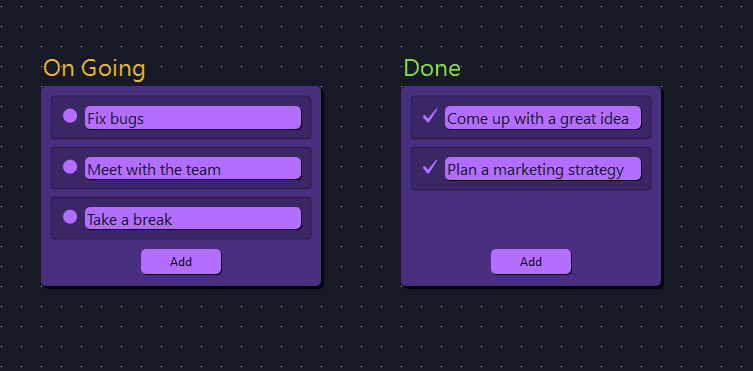 On Going
Fix bugs
Meet with the team
Take a break
Add
Done
Come up with a great idea
Plan a marketing strategy
Add